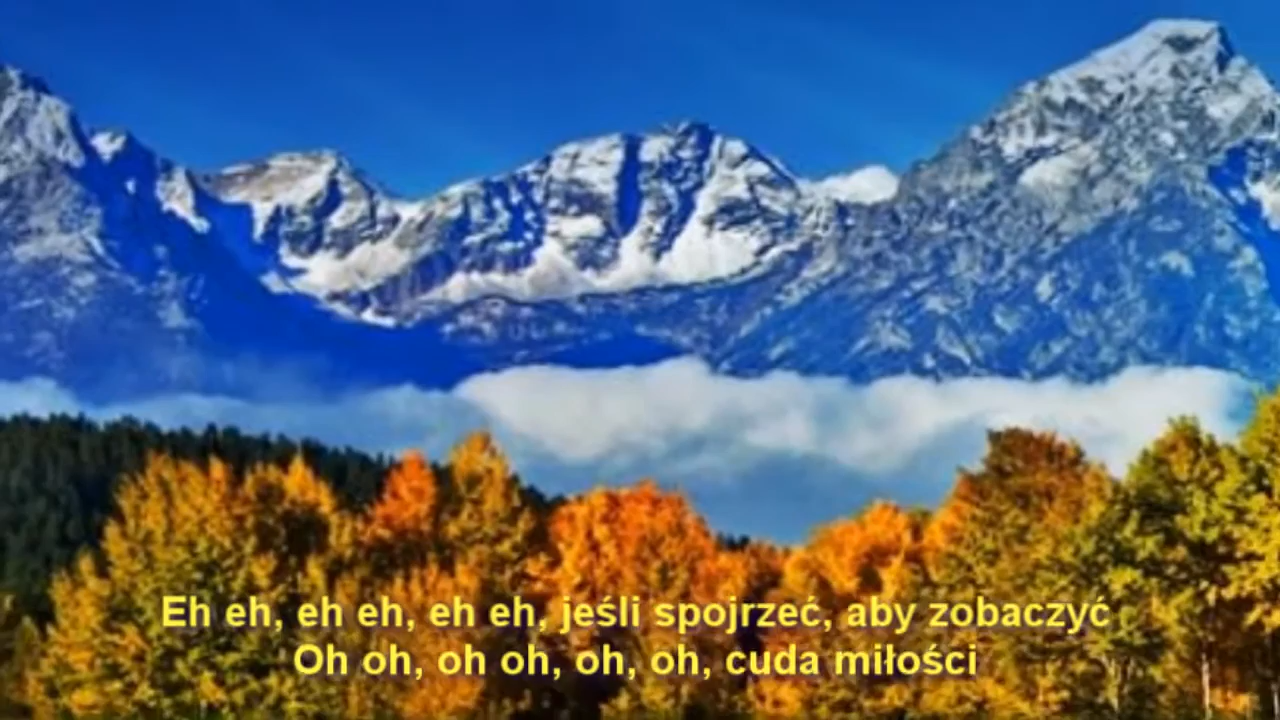 Eh eh, eh eh, eh eh, jeśli spojrzeć, aby zobaczyć
Oh oh, oh oh, oh, oh, cuda miłości